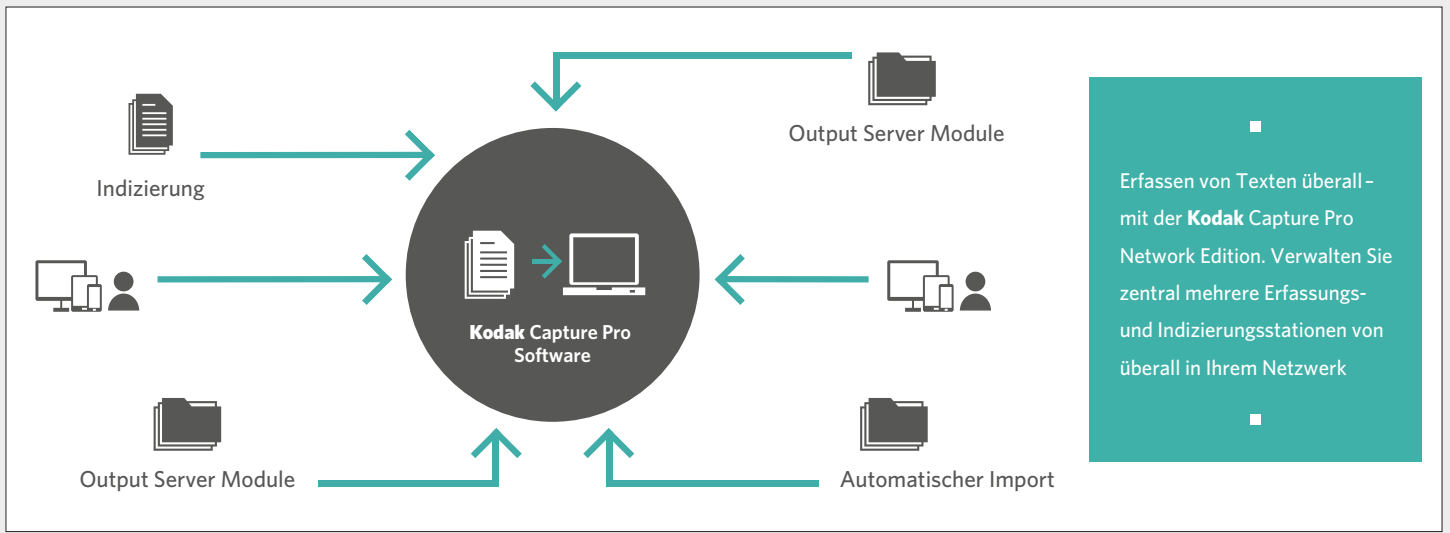 Output Server Module
Indizierung
Kodak Capture Pro
Software
Output Server Module
Automatischer Import
Erfassen von Texten überall –
mit der Kodak Capture Pro
Network Edition. Verwalten Sie
zentral mehrere Erfassungs-
und Indizierungsstationen von
überall in Ihrem Netzwerk